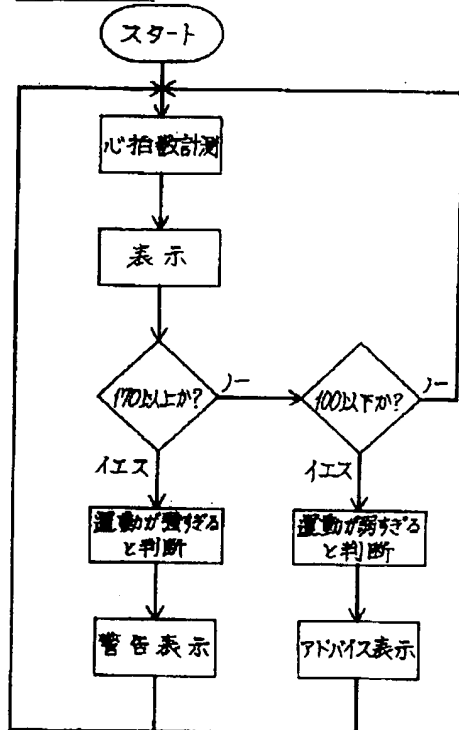 スタート
心拍数計測
表示
170以上か?
ノー
100以下か?
ノー
イエス
イエス
運動が強すぎる
と判断
運動が弱すぎる
と判断
警告表示
アドバイス表示